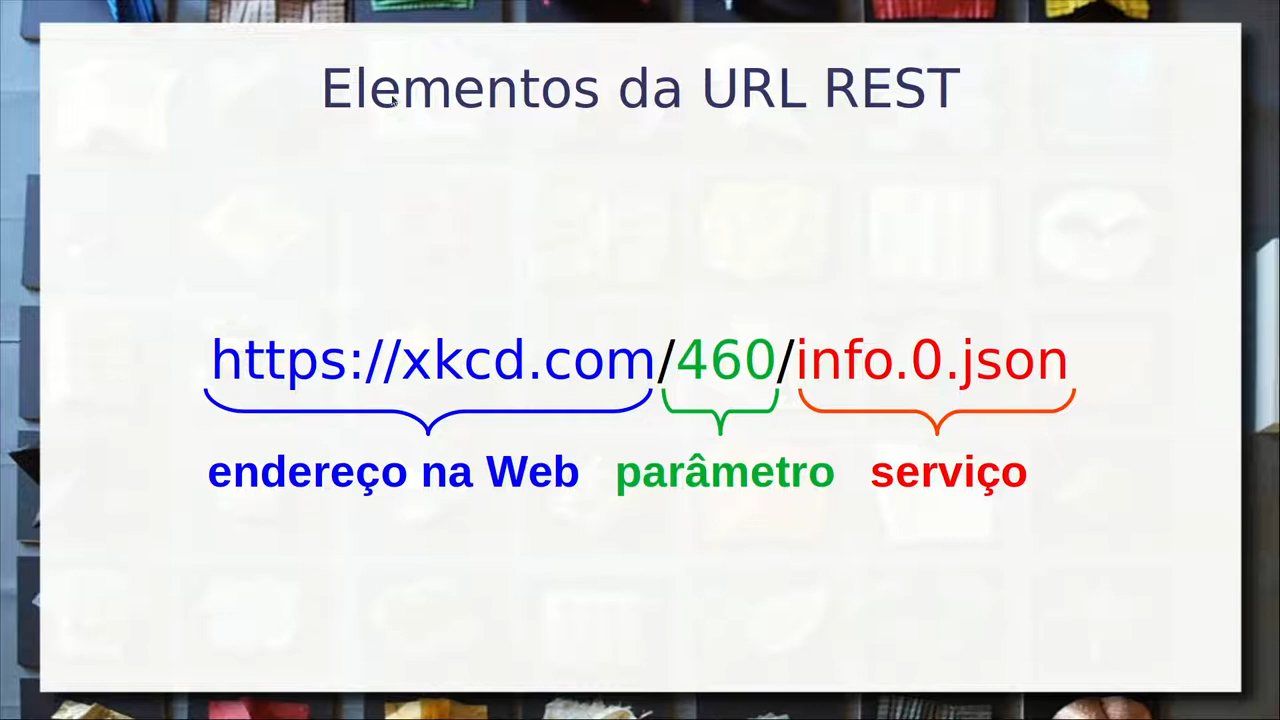 Elementos da URL REST
https://xkcd.com/460/info.0.json
endereço na Web parâmetro serviço